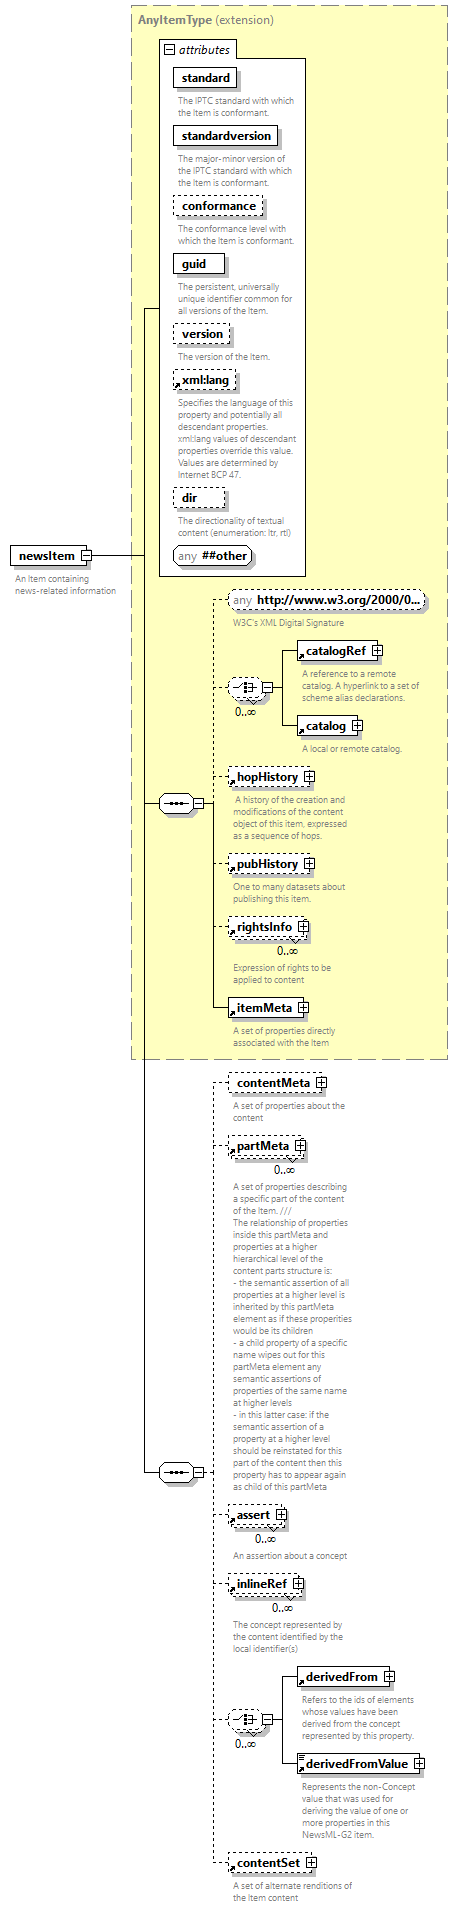 AnyItemType (extension)
attributes
standard
The IPTC standard with which
the Item is conformant.
standardversion
The major-minor version of
the IPTC standard with which
the Item is conformant.
conformance
The conformance level with
which the Item is conformant.
guid
The persistent, universally
unique identifier common for
all versions of the Item.
version
The version of the Item.
xml:lang
Specifies the language of this
property and potentially all
descendant properties.
xml:lang values of descendant
properties override this value.
Values are determined by
Internet BCP 47.
dir
The directionality of textual
content (enumeration: ltr, rtl)
any ##other
newsItem
An Item containing
news-related information
any http://www.w3.org/2000/0...
W3C's XML Digital Signature
catalogRef
A reference to a remote
catalog. A hyperlink to a set of
scheme alias declarations.
0..∞
catalog
A local or remote catalog.
hopHistory
A history of the creation and
modifications of the content
object of this item, expressed
as a sequence of hops.
pubHistory
One to many datasets about
publishing this item.
rightsInfo
0..∞
Expression of rights to be
applied to content
itemMeta
A set of properties directly
associated with the Item
contentMeta
A set of properties about the
content
partMeta
0..∞
A set of properties describing
a specific part of the content
of the Item. ///
The relationship of properties
inside this partMeta and
properties at a higher
hierarchical level of the
content parts structure is:
- the semantic assertion of all
properties at a higher level is
inherited by this partMeta
element as if these properities
would be its children
- a child property of a specific
name wipes out for this
partMeta element any
semantic assertions of
properties of the same name
at higher levels
- in this latter case: if the
semantic assertion of a
property at a higher level
should be reinstated for this
part of the content then this
property has to appear again
as child of this partMeta
assert
0..∞
An assertion about a concept
inlineRef
0..∞
The concept represented by
the content identified by the
local identifier(s)
derivedFrom
Refers to the ids of elements
whose values have been
derived from the concept
represented by this property.
0..∞
derivedFromValue
Represents the non-Concept
value that was used for
deriving the value of one or
more properties in this
NewsML-G2 item.
contentSet
A set of alternate renditions of
the Item content